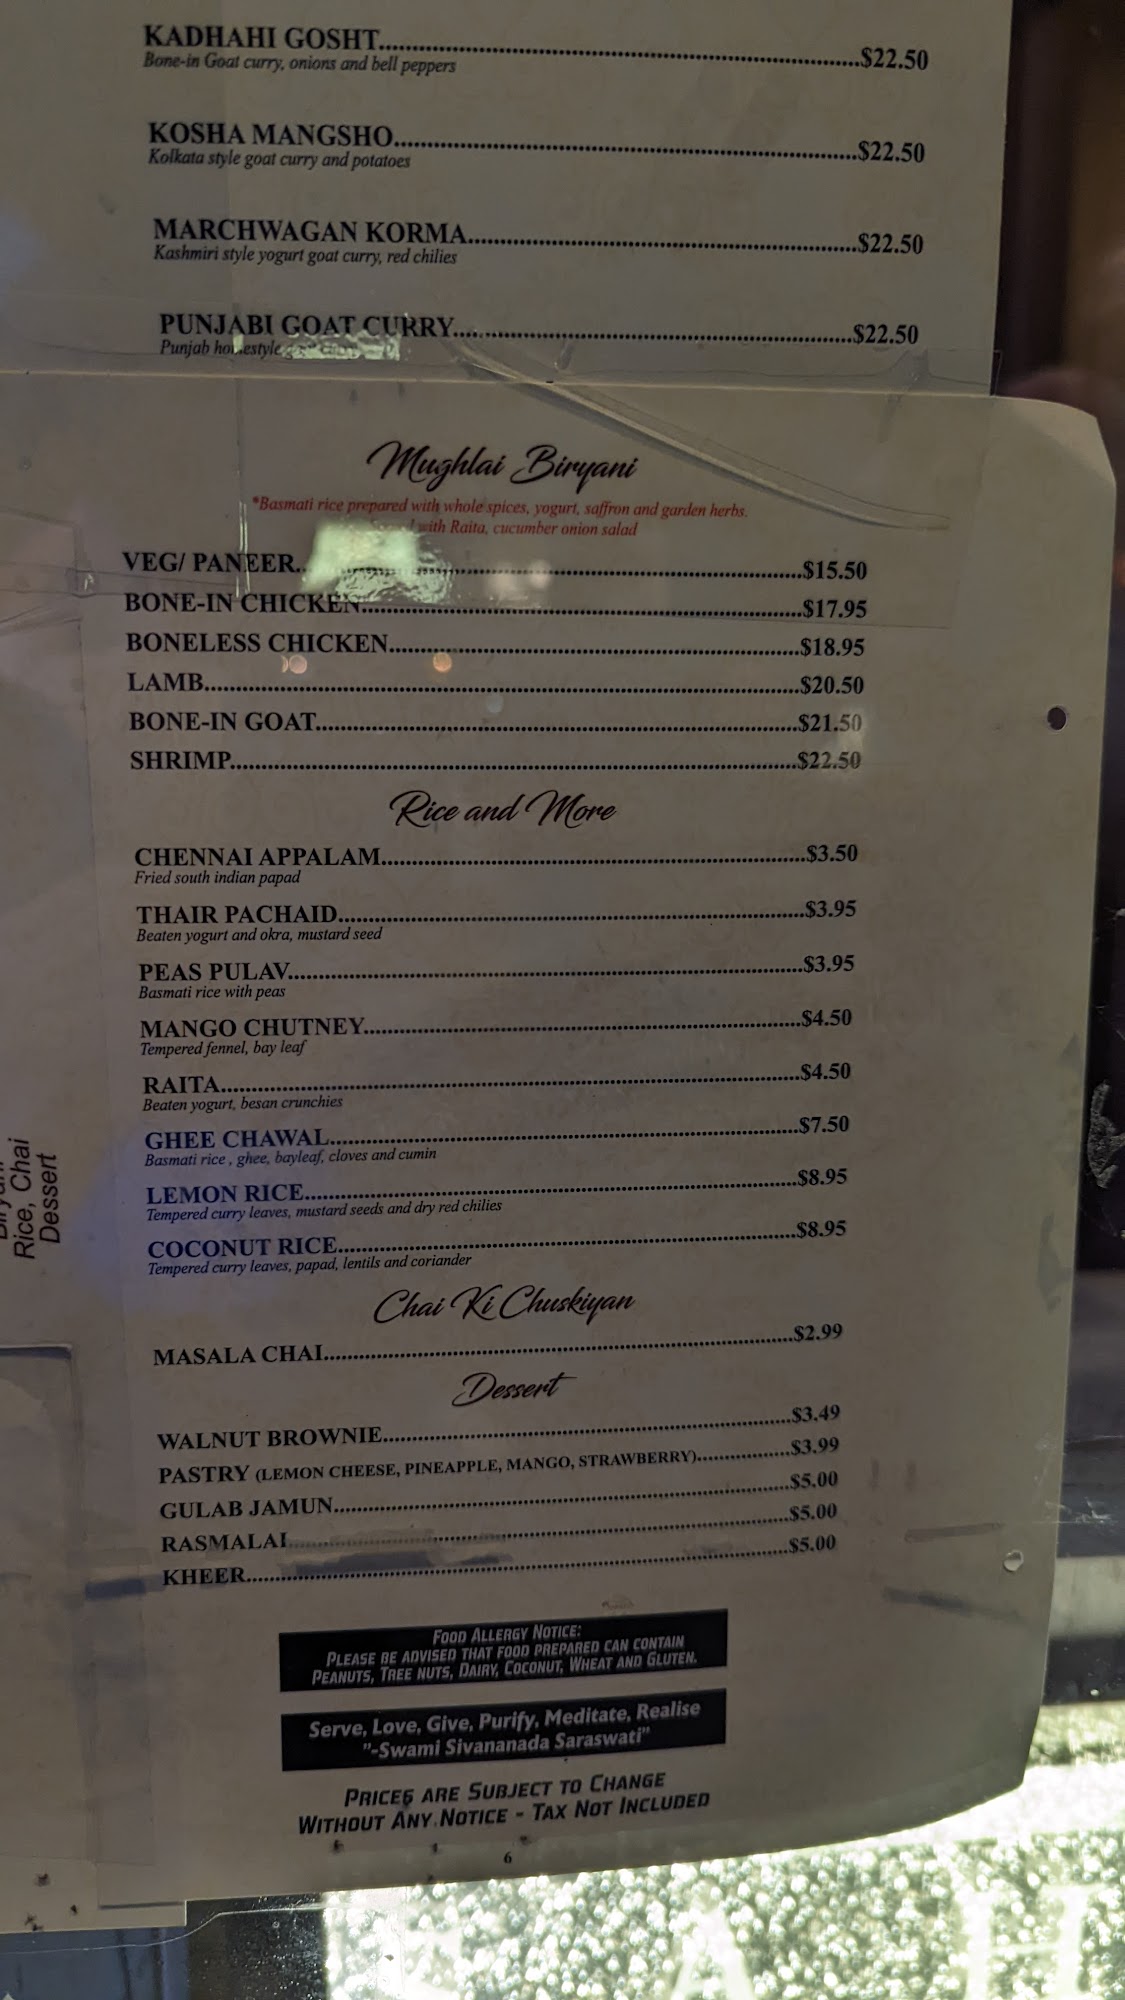 KADHAHI GOSHT $22.50
Bone-in Goat curry, onions and bell peppers
KOSHA MANGSHO $22.50
Kolkata style goat curry and potatoes
MARCHWAGAN KORMA $22.50
Kashmiri style yogurt goat curry, red chilies
PUNJABI GOAT CURRY $22.50
Punjab homestyle
Mughlai Biryani
*Basmati rice prepared with whole spices, yogurt, saffron and garden herbs.
with Raita, cucumber onion salad
VEG/ PANEER $15.50
BONE-IN CHICKEN $17.95
BONELESS CHICKEN $18.95
LAMB $20.50
BONE-IN GOAT $21.50
SHRIMP $22.50
Rice and More
CHENNAI APPALAM $3.50
Fried south indian papad
THAIR PACHAID $3.95
Beaten yogurt and okra, mustard seed
PEAS PULAV $3.95
Basmati rice with peas
MANGO CHUTNEY $4.50
Tempered fennel, bay leaf
RAITA $4.50
Beaten yogurt, besan crunchies
GHEE CHAWAL $7.50
Basmati rice , ghee, bayleaf, cloves and cumin
LEMON RICE $8.95
Tempered curry leaves, mustard seeds and dry red chilies
COCONUT RICE $8.95
Tempered curry leaves, papad, lentils and coriander
Chai Ki Chuskiyan
MASALA CHAI $2.99
Dessert
WALNUT BROWNIE $3.49
PASTRY (LEMON CHEESE, PINEAPPLE, MANGO, STRAWBERRY) $3.99
GULAB JAMUN $5.00
RASMALAI $5.00
KHEER $5.00
FOOD ALLERGY NOTICE:
PLEASE BE ADVISED THAT FOOD PREPARED CAN CONTAIN
PEANUTS, TREE NUTS, DAIRY, COCONUT, WHEAT AND GLUTEN.
Serve, Love, Give, Purify, Meditate, Realise
"-Swami Sivananada Saraswati"
PRICES ARE SUBJECT TO CHANGE
WITHOUT ANY NOTICE - TAX NOT INCLUDED
6
Rice, Chai
Dessert